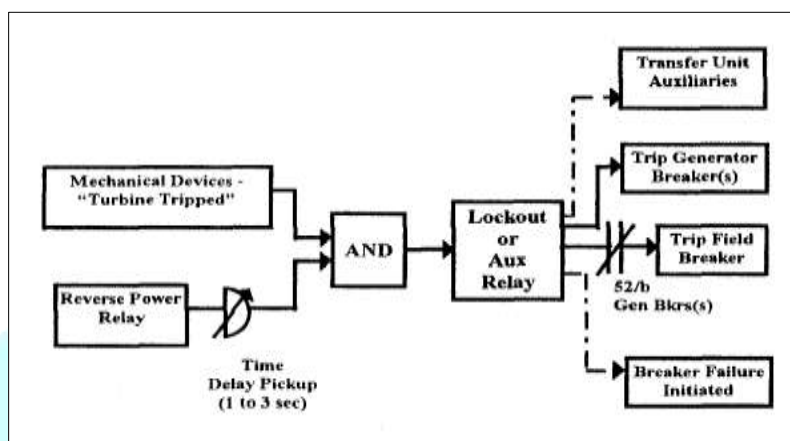 Transfer Unit
Auxiliaries
Mechanical Devices -
"Turbine Tripped"
Trip Generator
Breaker(s)
AND
Lockout
or
Aux
Relay
Trip Field
Breaker
52/b
Gen Bkrs(s)
Reverse Power
Relay
Time
Delay Pickup
(1 to 3 sec)
Breaker Failure
Initiated